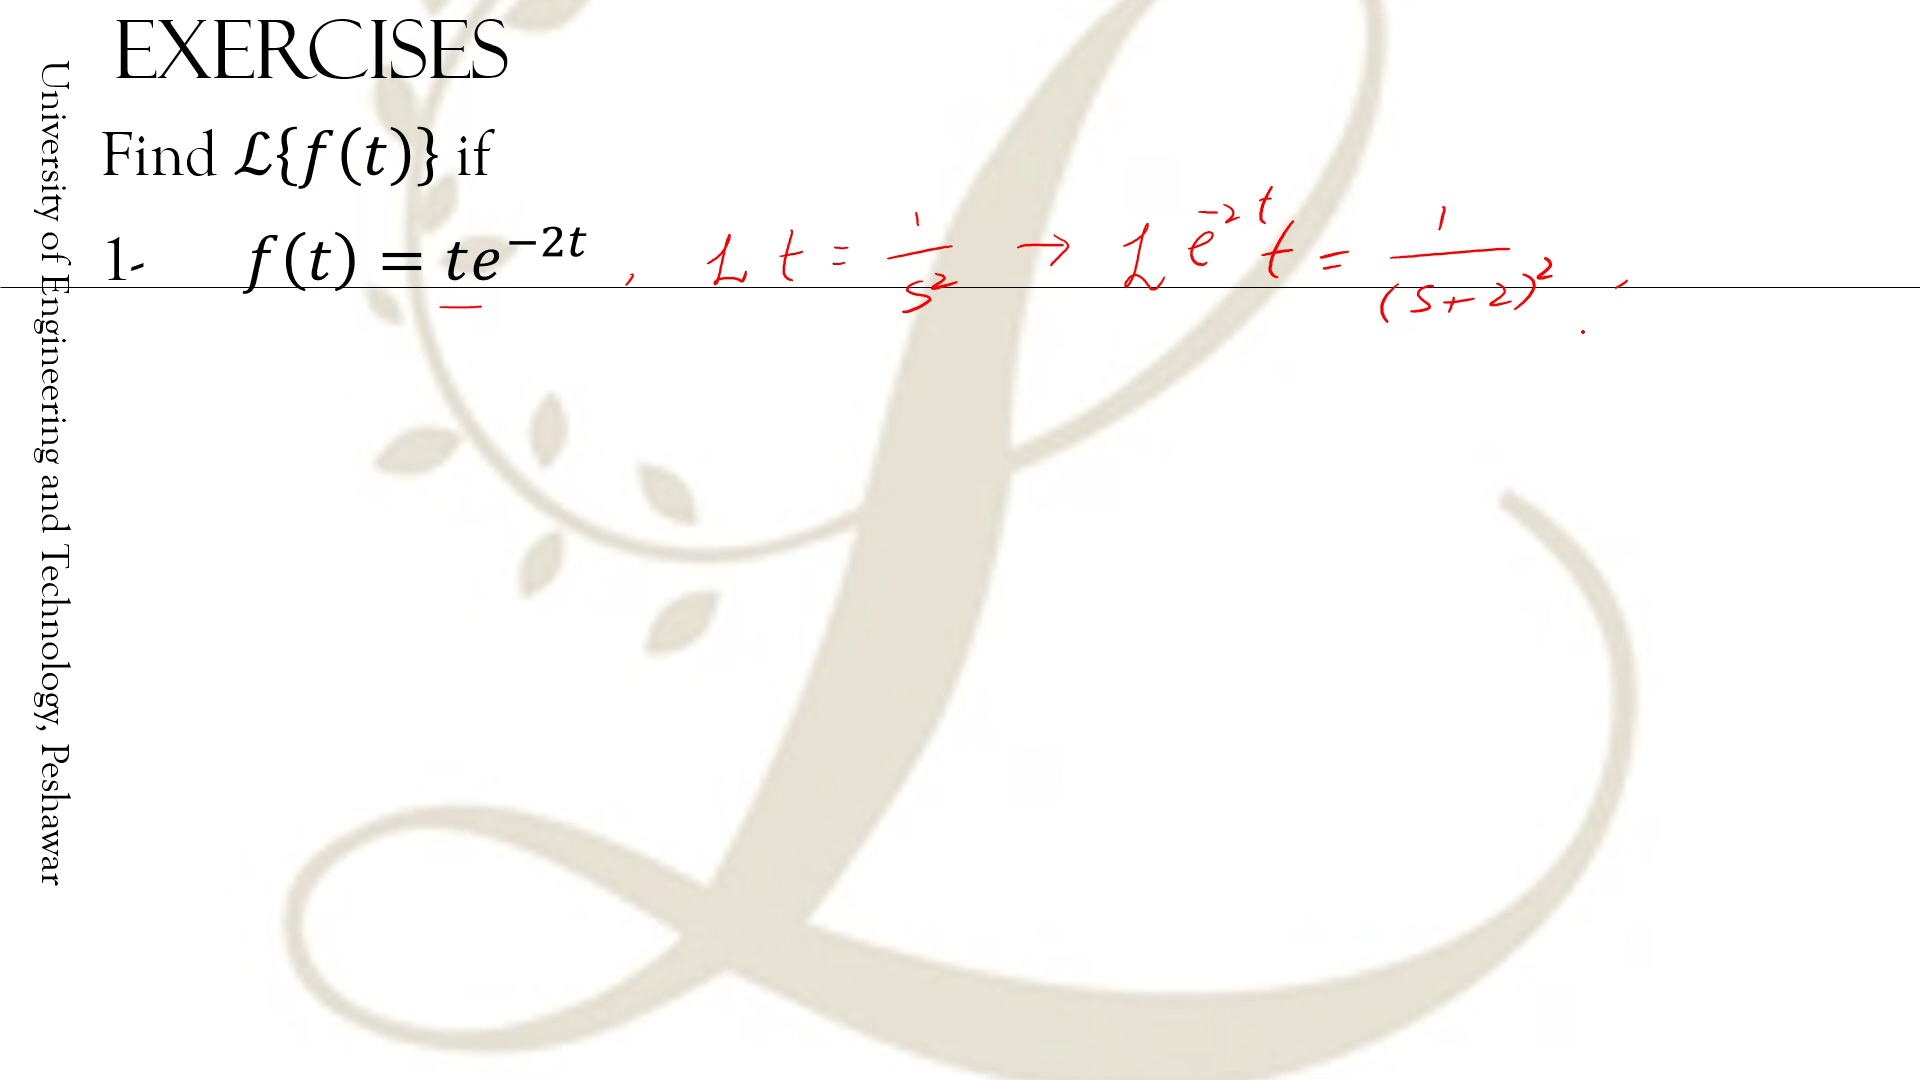 EXERCISES
Find ℒ{f(t)} if
1- f(t) = te⁻²ᵗ , ℒ t = 1/s² → ℒ e⁻²ᵗ t = 1/(s+2)² .
University of Engineering and Technology, Peshawar